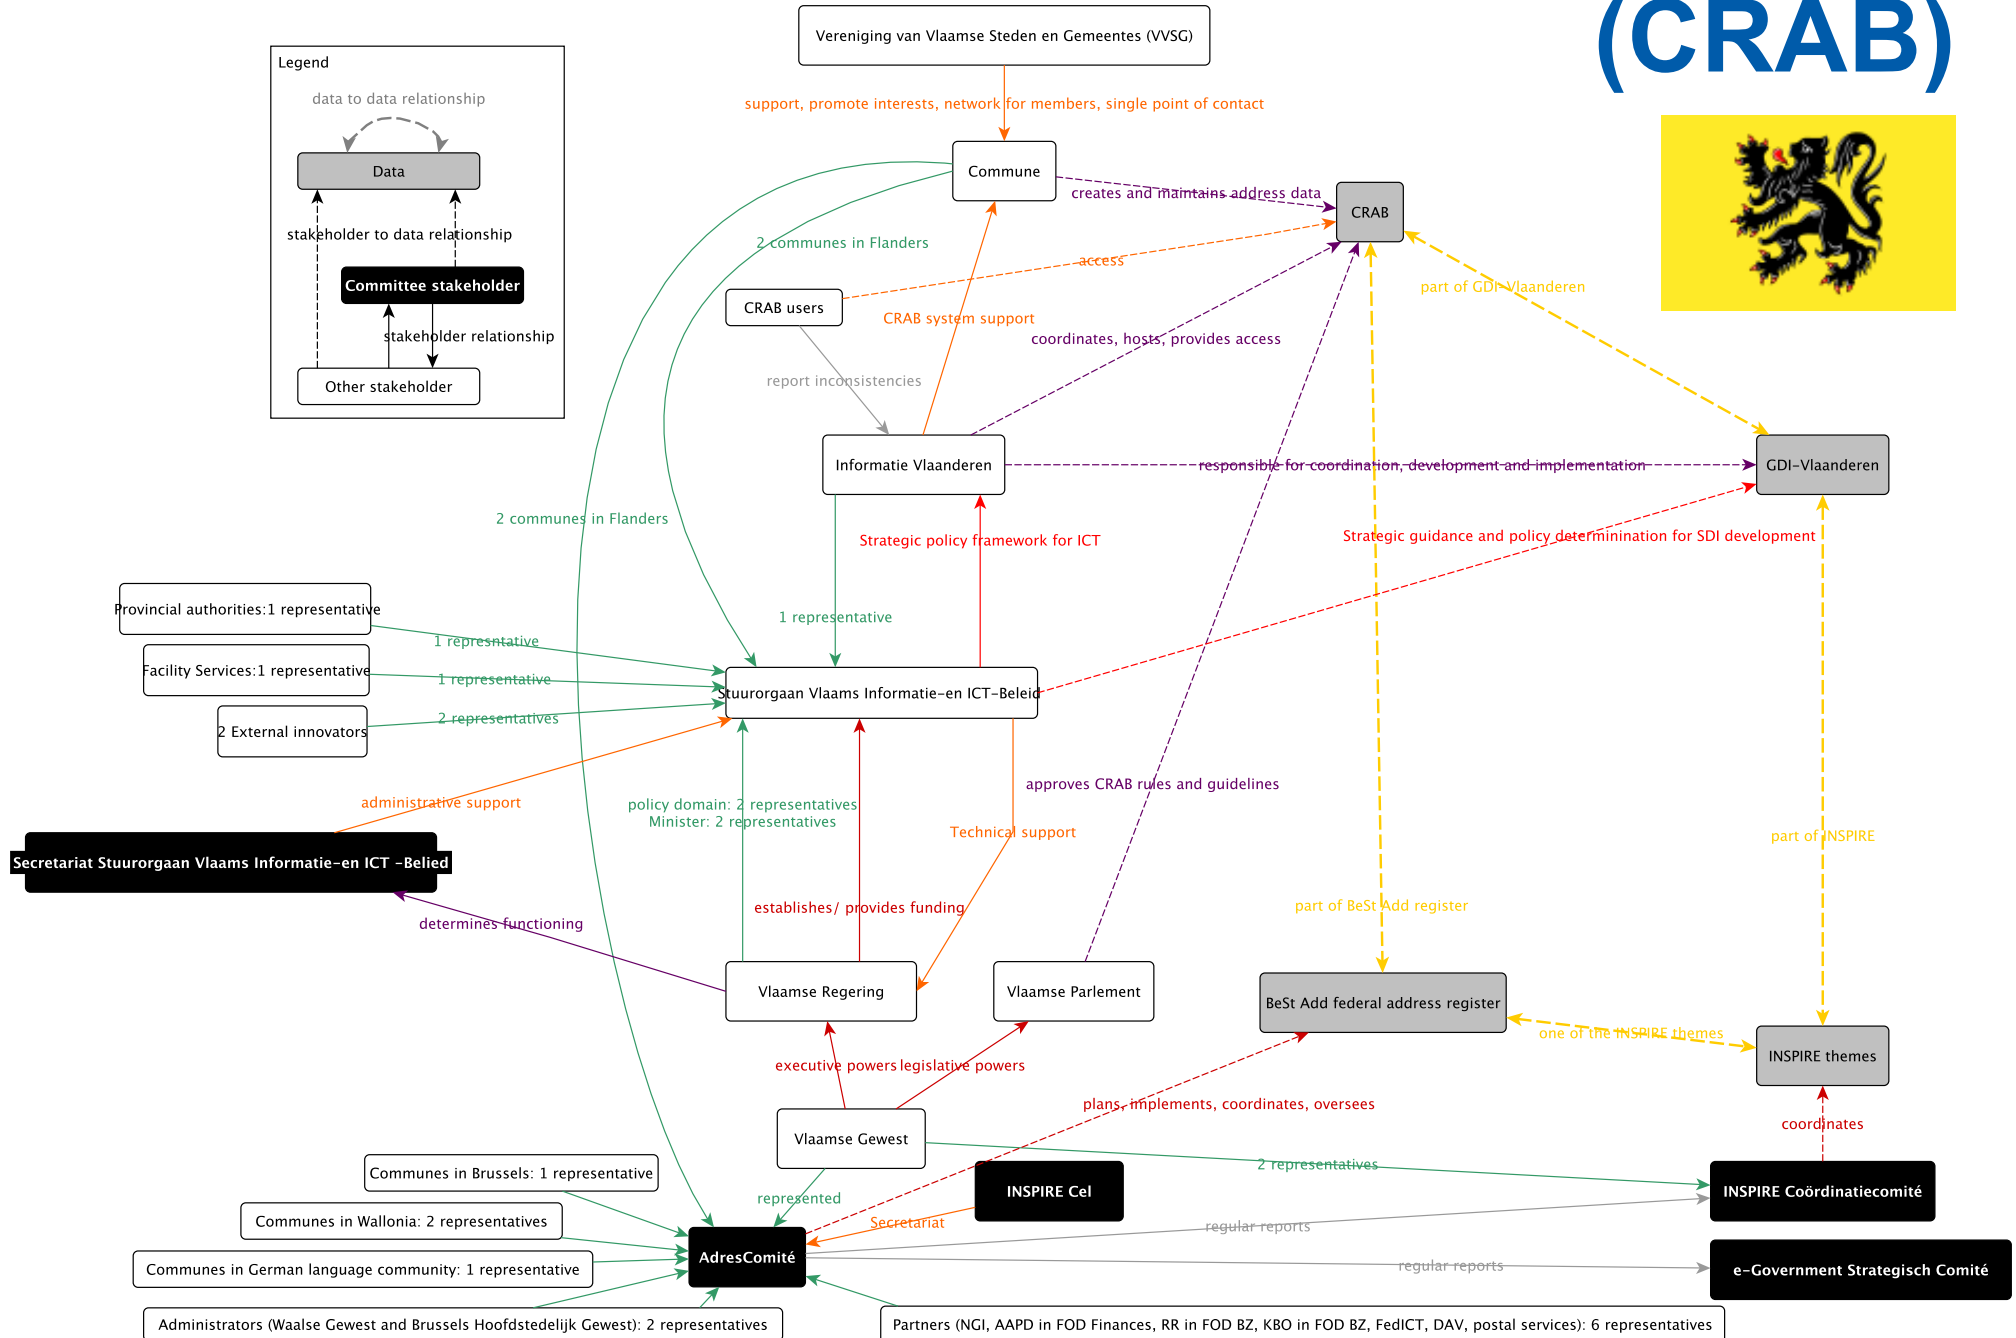 (CRAB)
Vereniging van Vlaamse Steden en Gemeentes (VVSG)
Legend
data to data relationship
Data
stakeholder to data relationship
Committee stakeholder
stakeholder relationship
Other stakeholder
support, promote interests, network for members, single point of contact
Commune
creates and maintains address data
CRAB
2 communes in Flanders
access
part of GDI-Vlaanderen
CRAB users
CRAB system support
coordinates, hosts, provides access
report inconsistencies
Informatie Vlaanderen
responsible for coordination, development and implementation
GDI-Vlaanderen
2 communes in Flanders
Strategic policy framework for ICT
Strategic guidance and policy determinination for SDI development
Provincial authorities:1 representative
1 represntative
1 representative
Facility Services:1 representative
1 representative
Stuurorgaan Vlaams Informatie-en ICT-Beleid
2 External innovators
2 representatives
administrative support
policy domain: 2 representatives
Minister: 2 representatives
Technical support
approves CRAB rules and guidelines
part of INSPIRE
Secretariat Stuurorgaan Vlaams Informatie-en ICT -Belied
determines functioning
establishes/ provides funding
part of BeSt Add register
Vlaamse Regering
Vlaamse Parlement
BeSt Add federal address register
one of the INSPIRE themes
INSPIRE themes
executive powers
legislative powers
plans, implements, coordinates, oversees
coordinates
Vlaamse Gewest
2 representatives
Communes in Brussels: 1 representative
represented
INSPIRE Cel
INSPIRE Coördinatiecomité
Communes in Wallonia: 2 representatives
Secretariat
regular reports
AdresComité
Communes in German language community: 1 representative
regular reports
e-Government Strategisch Comité
Administrators (Waalse Gewest and Brussels Hoofdstedelijk Gewest): 2 representatives
Partners (NGI, AAPD in FOD Finances, RR in FOD BZ, KBO in FOD BZ, FedICT, DAV, postal services): 6 representatives